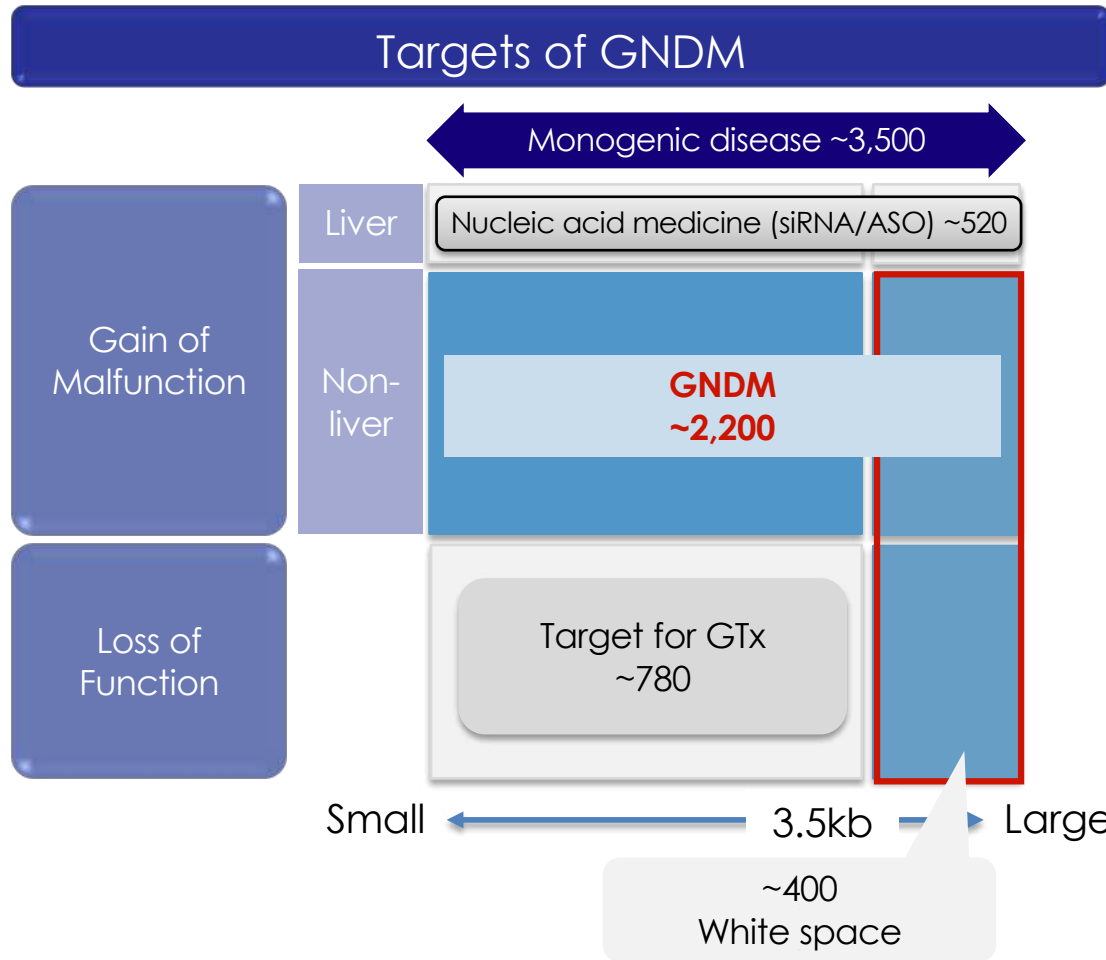 Targets of GNDM
Monogenic disease ~3,500
Liver
Nucleic acid medicine (siRNA/ASO) ~520
Gain of
Malfunction
Non-
liver
GNDM
~2,200
Loss of
Function
Target for GTx
~780
Small
3.5kb
Large
~400
White space